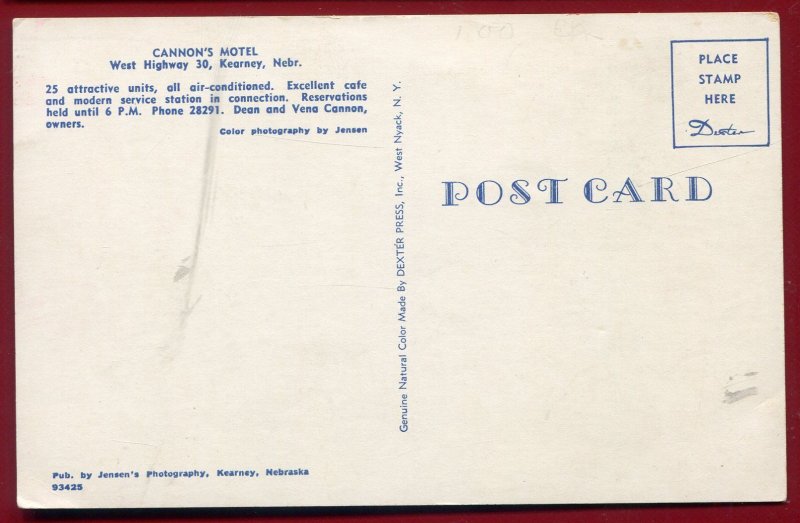 CANNON'S MOTEL
West Highway 30, Kearney, Nebr.
25 attractive units, all air-conditioned. Excellent cafe
and modern service station in connection. Reservations
held until 6 P.M. Phone 28291. Dean and Vena Cannon,
owners.
Color photography by Jensen
Pub. by Jensen's Photography, Kearney, Nebraska
93425
Genuine Natural Color Made By DEXTER PRESS, Inc., West Nyack, N. Y.
1.00
PLACE
STAMP
HERE
Dexter
POST CARD